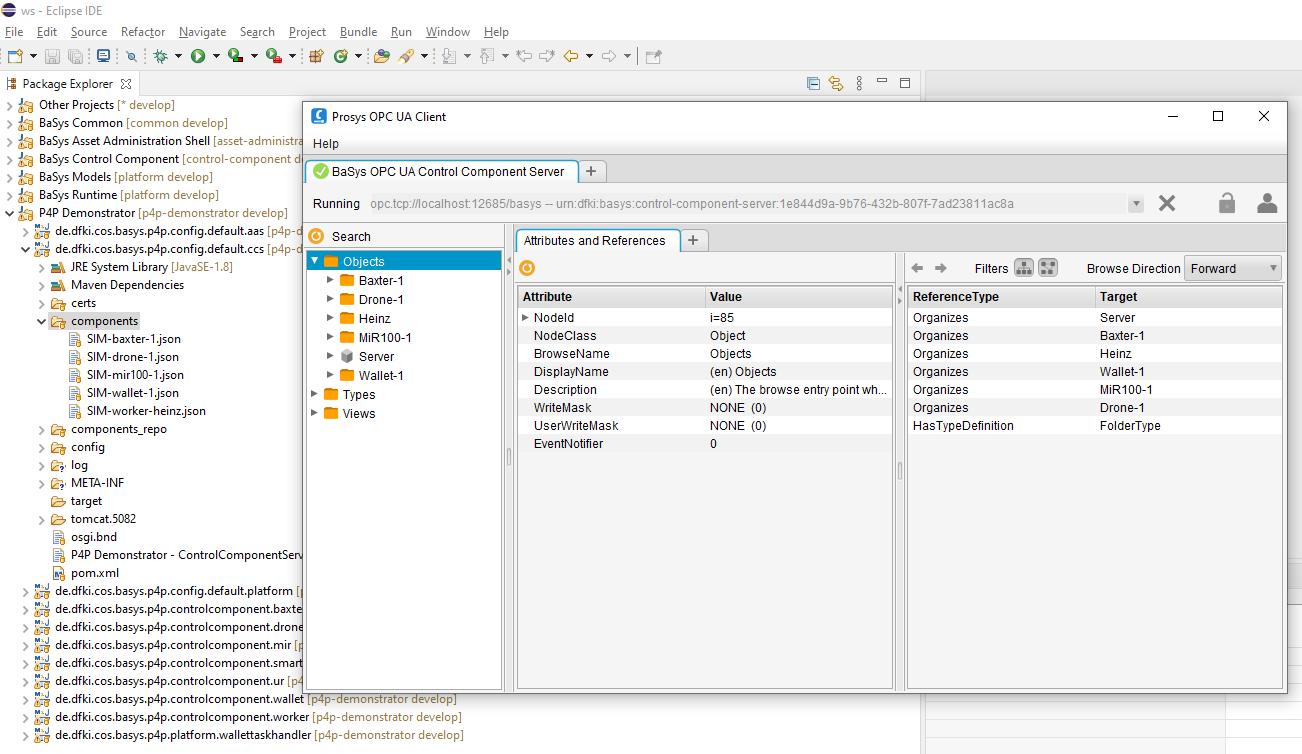 ws - Eclipse IDE
File Edit Source Refactor Navigate Search Project Bundle Run Window Help
Package Explorer
Other Projects [* develop]
BaSys Common [common develop]
BaSys Asset Administration Shell [asset-administra
BaSys Control Component [control-component d
BaSys Models [platform develop]
BaSys Runtime [platform develop]
P4P Demonstrator [p4p-demonstrator develop]
de.dfki.cos.basys.p4p.config.default.aas [p4p-d
de.dfki.cos.basys.p4p.config.default.ccs [p4p-d
JRE System Library [JavaSE-1.8]
Maven Dependencies
certs
components
SIM-baxter-1.json
SIM-drone-1.json
SIM-mir100-1.json
SIM-wallet-1.json
SIM-worker-heinz.json
components_repo
config
log
META-INF
target
tomcat.5082
osgi.bnd
P4P Demonstrator - ControlComponentServ
pom.xml
de.dfki.cos.basys.p4p.config.default.platform [
de.dfki.cos.basys.p4p.controlcomponent.baxte
de.dfki.cos.basys.p4p.controlcomponent.drone
de.dfki.cos.basys.p4p.controlcomponent.mir [p
de.dfki.cos.basys.p4p.controlcomponent.smart
de.dfki.cos.basys.p4p.controlcomponent.ur [p4
de.dfki.cos.basys.p4p.controlcomponent.wallet [p4p-demonstrator develop]
de.dfki.cos.basys.p4p.controlcomponent.worker [p4p-demonstrator develop]
de.dfki.cos.basys.p4p.platform.wallettaskhandler [p4p-demonstrator develop]
Prosys OPC UA Client
Help
BaSys OPC UA Control Component Server
Running opc.tcp://localhost:12685/basys -- urn:dfki:basys:control-component-server:1e844d9a-9b76-432b-807f-7ad23811ac8a
Search
Objects
Baxter-1
Drone-1
Heinz
MiR100-1
Server
Wallet-1
Types
Views
Attributes and References
Attribute Value
NodeId i=85
NodeClass Object
BrowseName Objects
DisplayName (en) Objects
Description (en) The browse entry point wh...
WriteMask NONE (0)
UserWriteMask NONE (0)
EventNotifier 0
Filters Browse Direction Forward
ReferenceType Target
Organizes Server
Organizes Baxter-1
Organizes Heinz
Organizes Wallet-1
Organizes MiR100-1
Organizes Drone-1
HasTypeDefinition FolderType